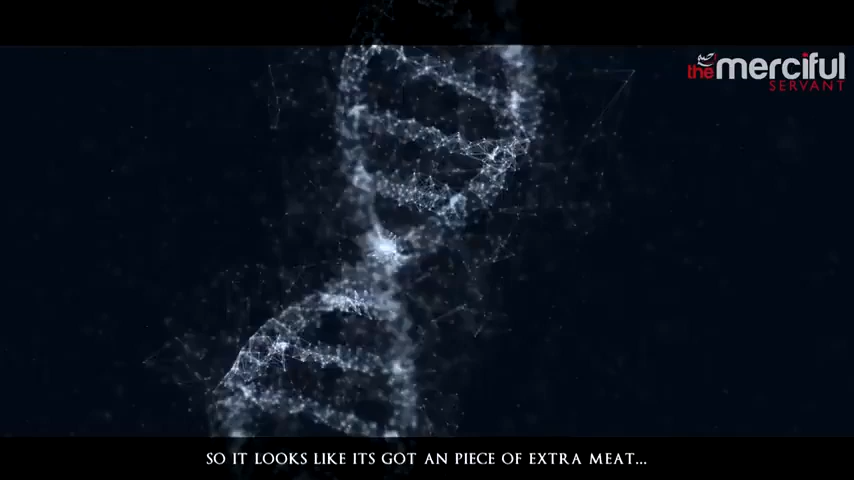 the merciful
SERVANT
SO IT LOOKS LIKE ITS GOT AN PIECE OF EXTRA MEAT...